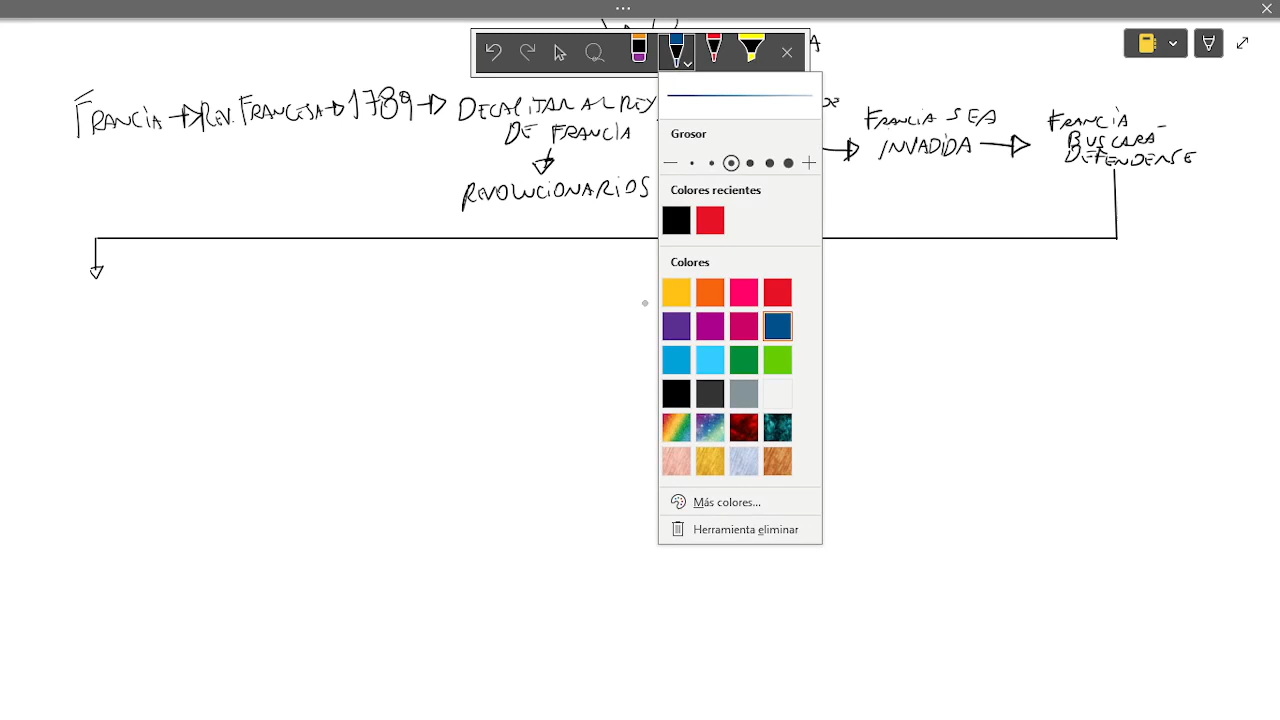 FRANCIA → REV. FRANCESA → 1789 → DECAPITAR AL REY
DE FRANCIA
REVOLUCIONARIOS
FRANCIA SEA
INVADIDA
FRANCIA
BUSCARA
DEFENDENSE
Grosor
Colores recientes
Colores
Más colores...
Herramienta eliminar